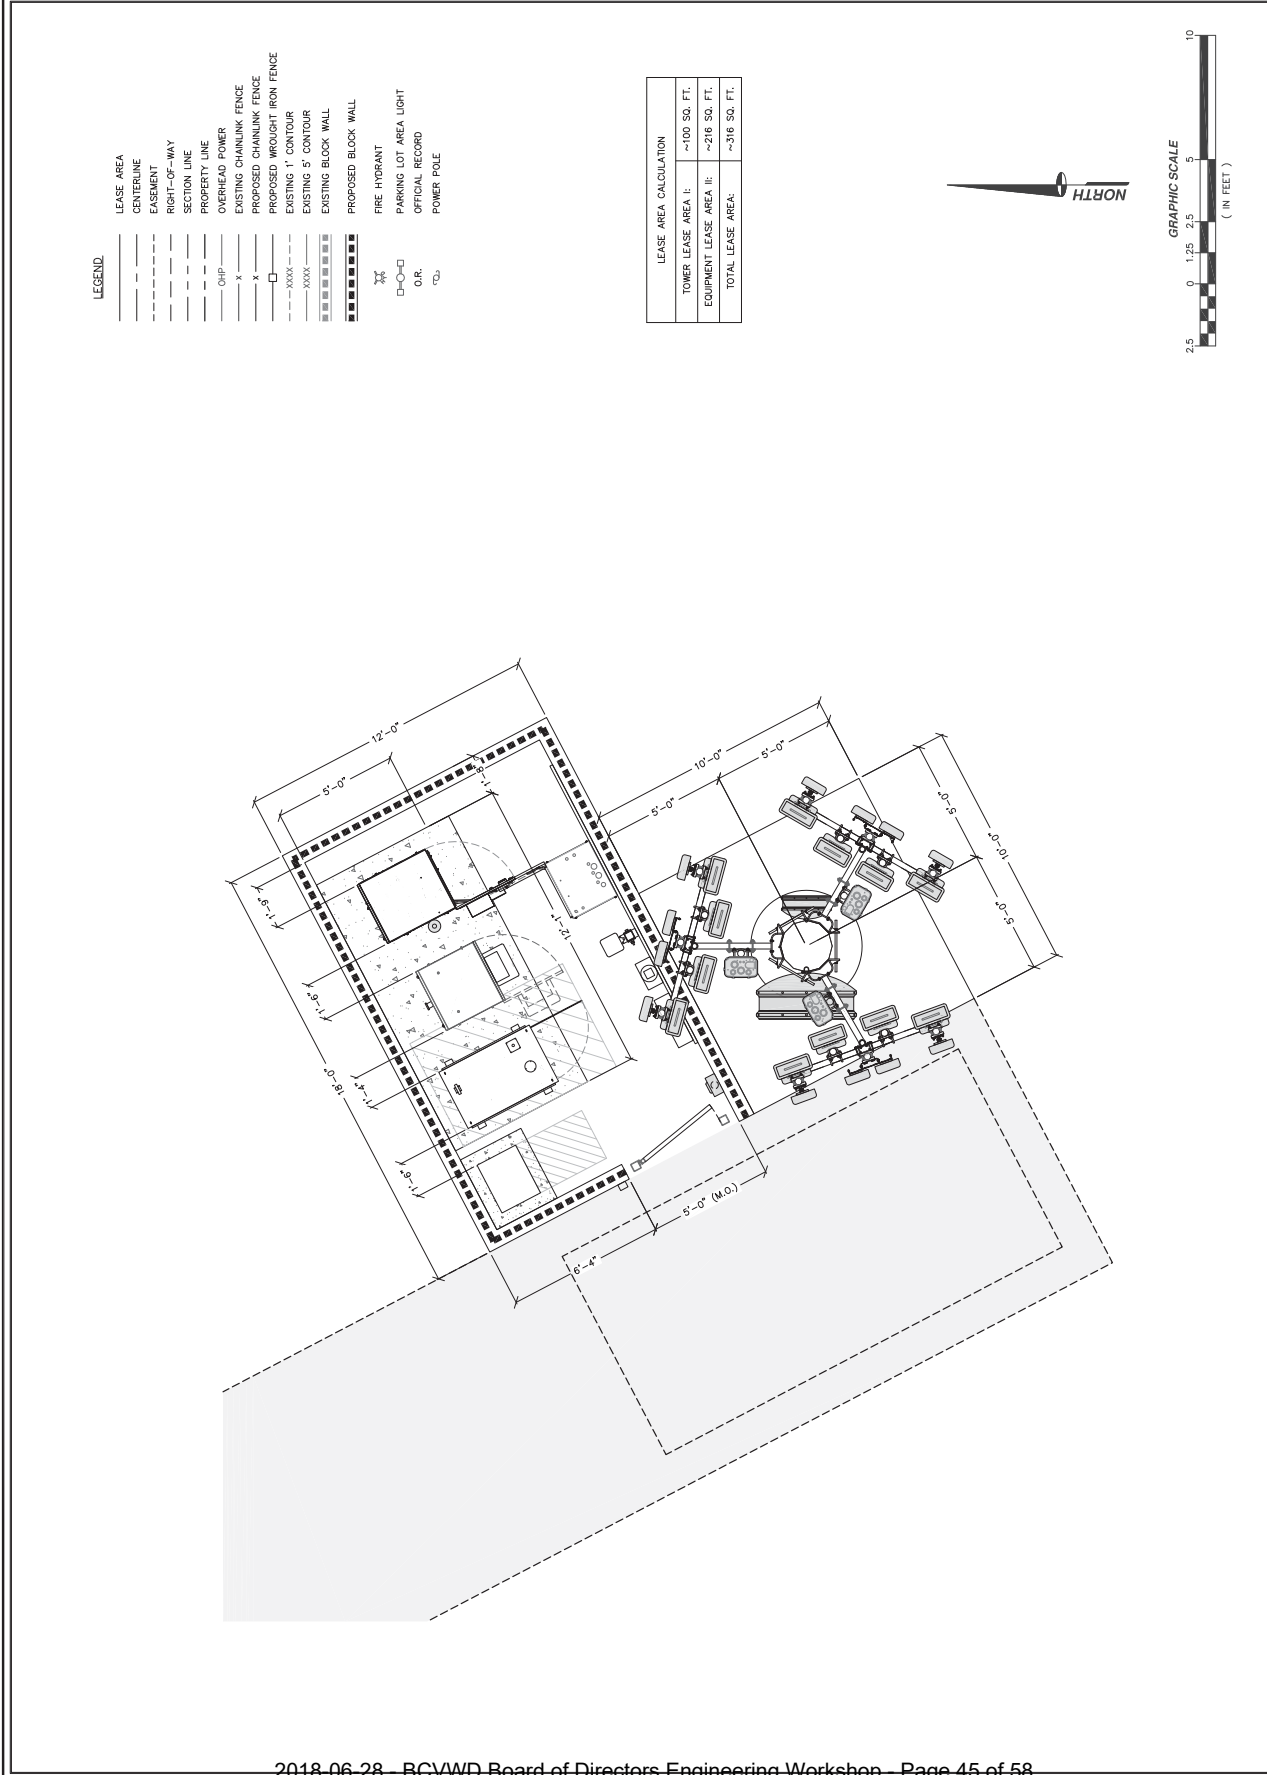 LEGEND
LEASE AREA
CENTERLINE
EASEMENT
RIGHT-OF-WAY
SECTION LINE
PROPERTY LINE
OHP OVERHEAD POWER
X EXISTING CHAINLINK FENCE
X PROPOSED CHAINLINK FENCE
PROPOSED WROUGHT IRON FENCE
XXXX EXISTING 1' CONTOUR
XXXX EXISTING 5' CONTOUR
EXISTING BLOCK WALL
PROPOSED BLOCK WALL
FIRE HYDRANT
PARKING LOT AREA LIGHT
O.R. OFFICIAL RECORD
POWER POLE
LEASE AREA CALCULATION
TOWER LEASE AREA I: ~100 SQ. FT.
EQUIPMENT LEASE AREA II: ~216 SQ. FT.
TOTAL LEASE AREA: ~316 SQ. FT.
NORTH
GRAPHIC SCALE
2.5 0 1.25 2.5 5 10
( IN FEET )
12'-0"
5'-0"
1'-8"
1'-9"
1'-6"
1'-4"
1'-6"
18'-0"
12'-1"
6'-4"
5'-0" (M.O.)
10'-0"
5'-0"
5'-0"
5'-0"
10'-0"
5'-0"
2018-06-28 - BCVWD Board of Directors Engineering Workshop - Page 45 of 58